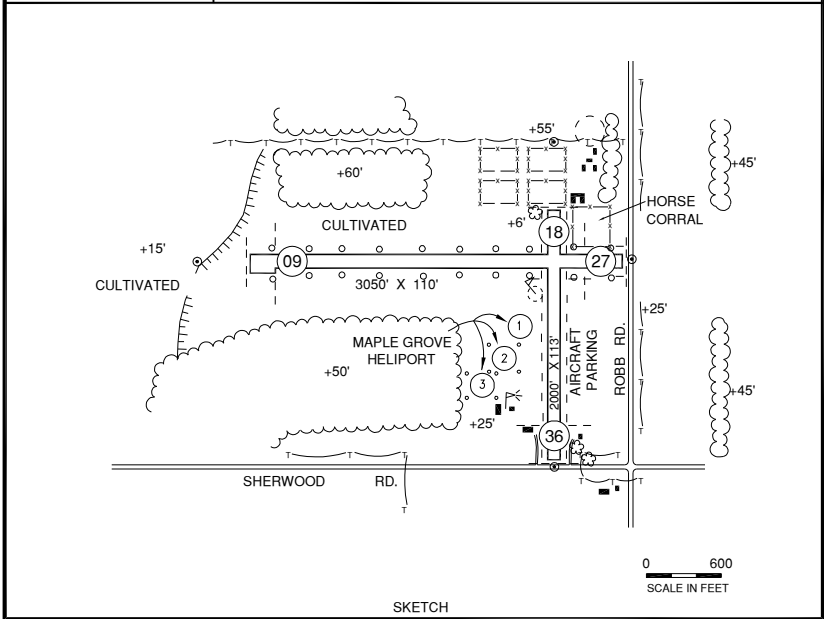 +55'
+45'
+60'
HORSE
CORRAL
+6'
CULTIVATED
18
+15'
09
27
CULTIVATED
3050' X 110'
+25'
MAPLE GROVE
HELIPORT
1
2
3
+50'
2000' X 113'
AIRCRAFT
PARKING
ROBB RD.
+45'
+25'
36
SHERWOOD RD.
0 600
SCALE IN FEET
SKETCH
T T T T T T T T T
T
T
T
T
T
T
T T T
T
T
T
T T T